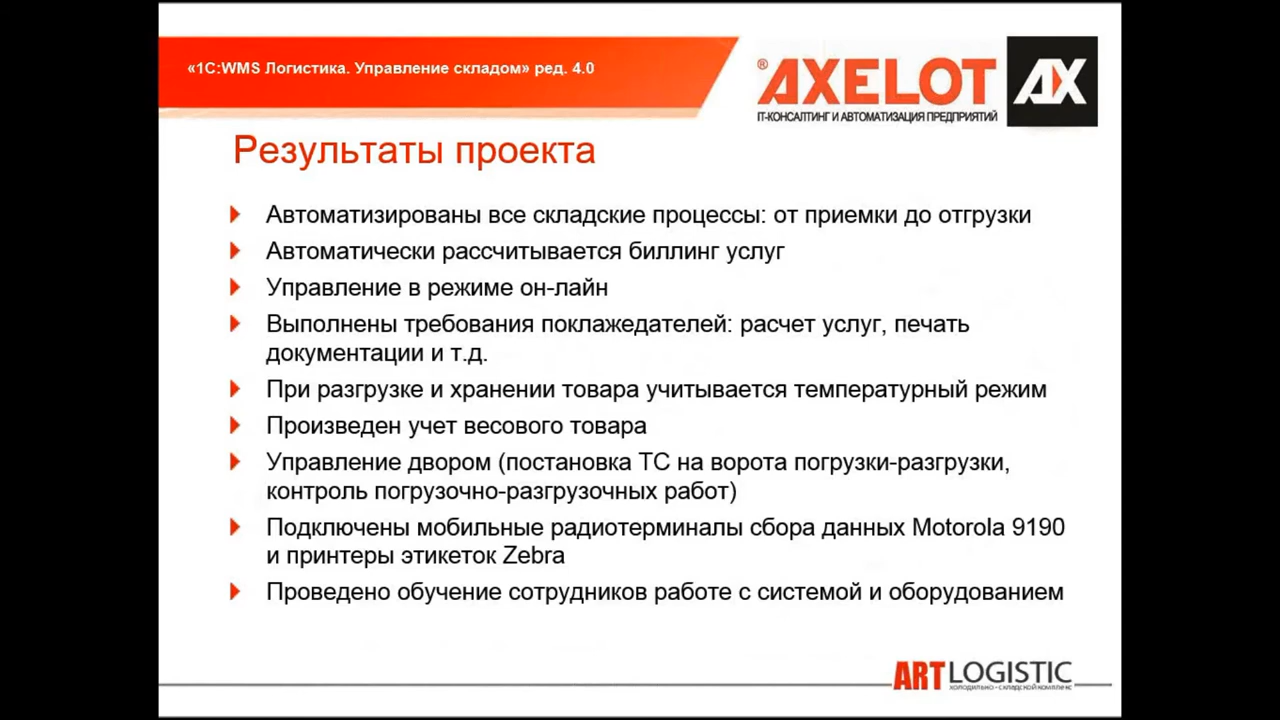 «1С:WMS Логистика. Управление складом» ред. 4.0
® AXELOT AX
IT-КОНСАЛТИНГ И АВТОМАТИЗАЦИЯ ПРЕДПРИЯТИЙ
Результаты проекта
Автоматизированы все складские процессы: от приемки до отгрузки
Автоматически рассчитывается биллинг услуг
Управление в режиме он-лайн
Выполнены требования поклажедателей: расчет услуг, печать
документации и т.д.
При разгрузке и хранении товара учитывается температурный режим
Произведен учет весового товара
Управление двором (постановка ТС на ворота погрузки-разгрузки,
контроль погрузочно-разгрузочных работ)
Подключены мобильные радиотерминалы сбора данных Motorola 9190
и принтеры этикеток Zebra
Проведено обучение сотрудников работе с системой и оборудованием
ARTLOGISTIC
ХОЛОДИЛЬНО - СКЛАДСКОЙ КОМПЛЕКС